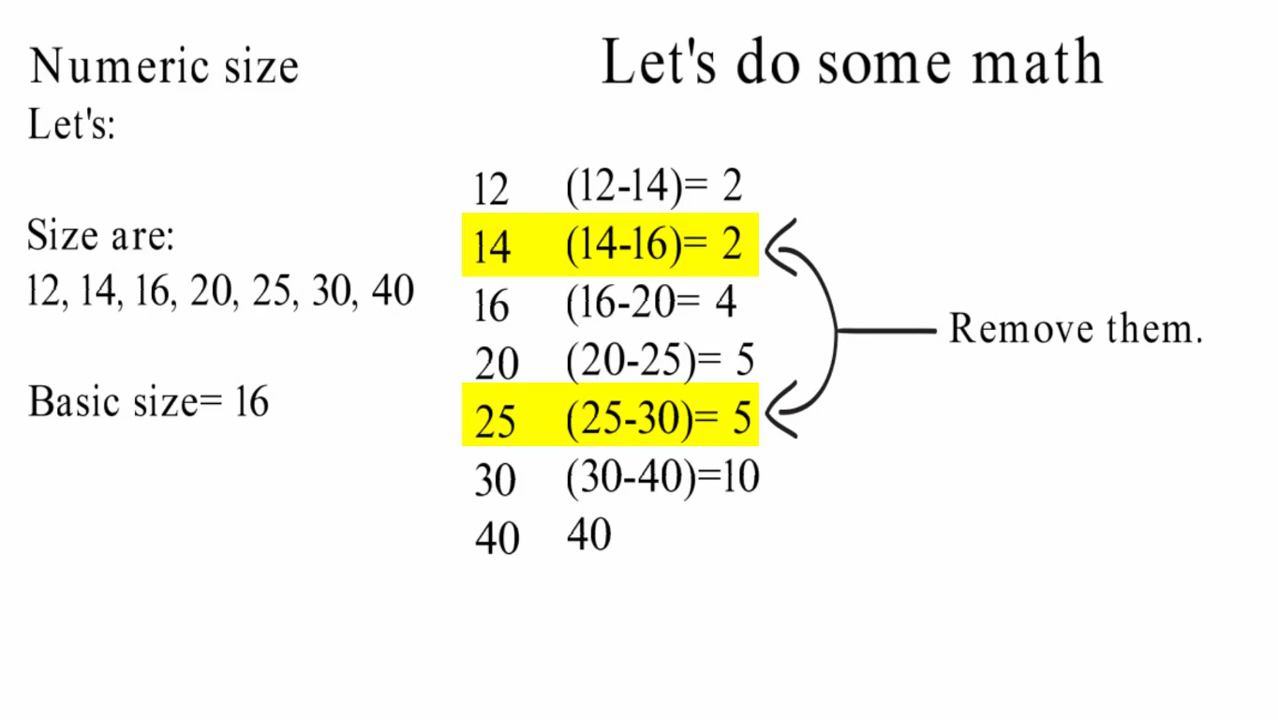 Numeric size
Let's:
Size are:
12, 14, 16, 20, 25, 30, 40
Basic size= 16
Let's do some math
12 (12-14)= 2
14 (14-16)= 2
16 (16-20= 4
20 (20-25)= 5
25 (25-30)= 5
30 (30-40)=10
40 40
Remove them.